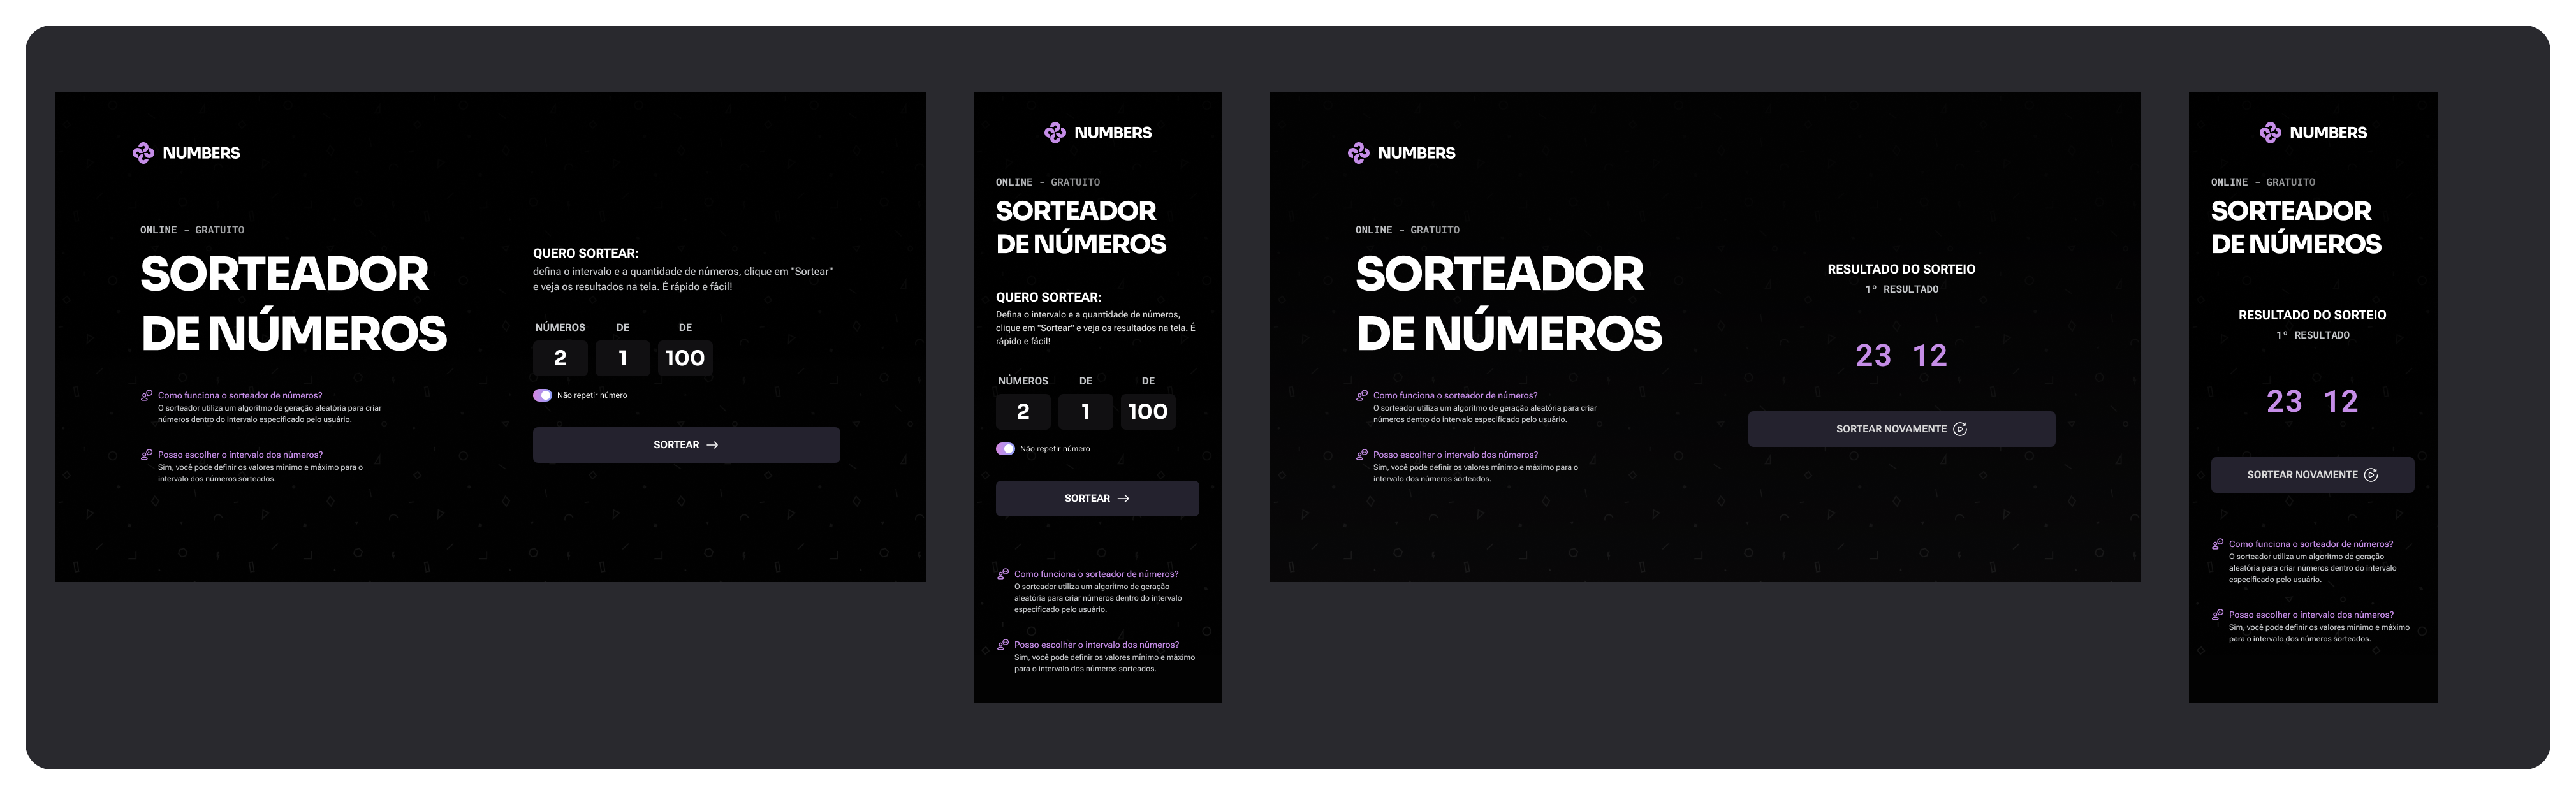 NUMBERS
ONLINE - GRATUITO
SORTEADOR
DE NÚMEROS
Como funciona o sorteador de números?
O sorteador utiliza um algoritmo de geração aleatória para criar
números dentro do intervalo especificado pelo usuário.
Posso escolher o intervalo dos números?
Sim, você pode definir os valores mínimo e máximo para o
intervalo dos números sorteados.
QUERO SORTEAR:
defina o intervalo e a quantidade de números, clique em "Sortear"
e veja os resultados na tela. É rápido e fácil!
NÚMEROS DE DE
2 1 100
Não repetir número
SORTEAR
NUMBERS
ONLINE - GRATUITO
SORTEADOR
DE NÚMEROS
QUERO SORTEAR:
Defina o intervalo e a quantidade de números,
clique em "Sortear" e veja os resultados na tela. É
rápido e fácil!
NÚMEROS DE DE
2 1 100
Não repetir número
SORTEAR
Como funciona o sorteador de números?
O sorteador utiliza um algoritmo de geração
aleatória para criar números dentro do intervalo
especificado pelo usuário.
Posso escolher o intervalo dos números?
Sim, você pode definir os valores mínimo e máximo
para o intervalo dos números sorteados.
NUMBERS
ONLINE - GRATUITO
SORTEADOR
DE NÚMEROS
Como funciona o sorteador de números?
O sorteador utiliza um algoritmo de geração aleatória para criar
números dentro do intervalo especificado pelo usuário.
Posso escolher o intervalo dos números?
Sim, você pode definir os valores mínimo e máximo para o
intervalo dos números sorteados.
RESULTADO DO SORTEIO
1º RESULTADO
23 12
SORTEAR NOVAMENTE
NUMBERS
ONLINE - GRATUITO
SORTEADOR
DE NÚMEROS
RESULTADO DO SORTEIO
1º RESULTADO
23 12
SORTEAR NOVAMENTE
Como funciona o sorteador de números?
O sorteador utiliza um algoritmo de geração
aleatória para criar números dentro do intervalo
especificado pelo usuário.
Posso escolher o intervalo dos números?
Sim, você pode definir os valores mínimo e máximo
para o intervalo dos números sorteados.